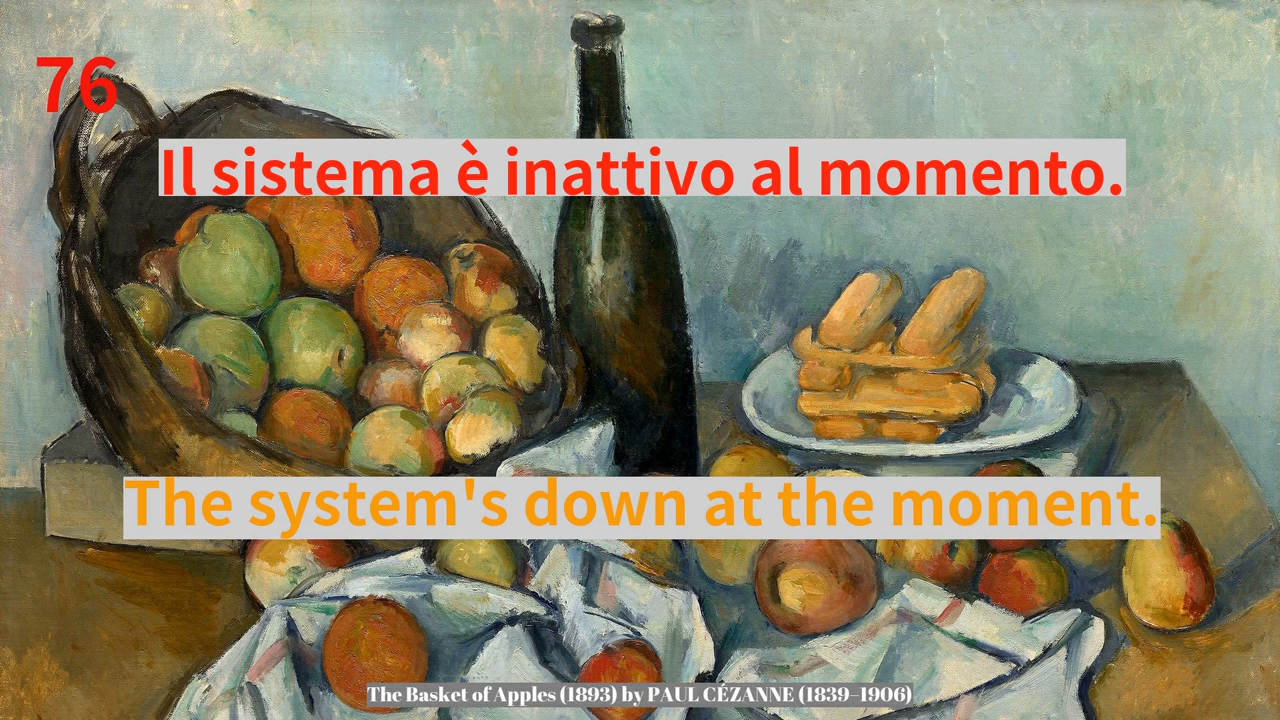 76
Il sistema è inattivo al momento.
The system's down at the moment.
The Basket of Apples (1893) by PAUL CÉZANNE (1839–1906)